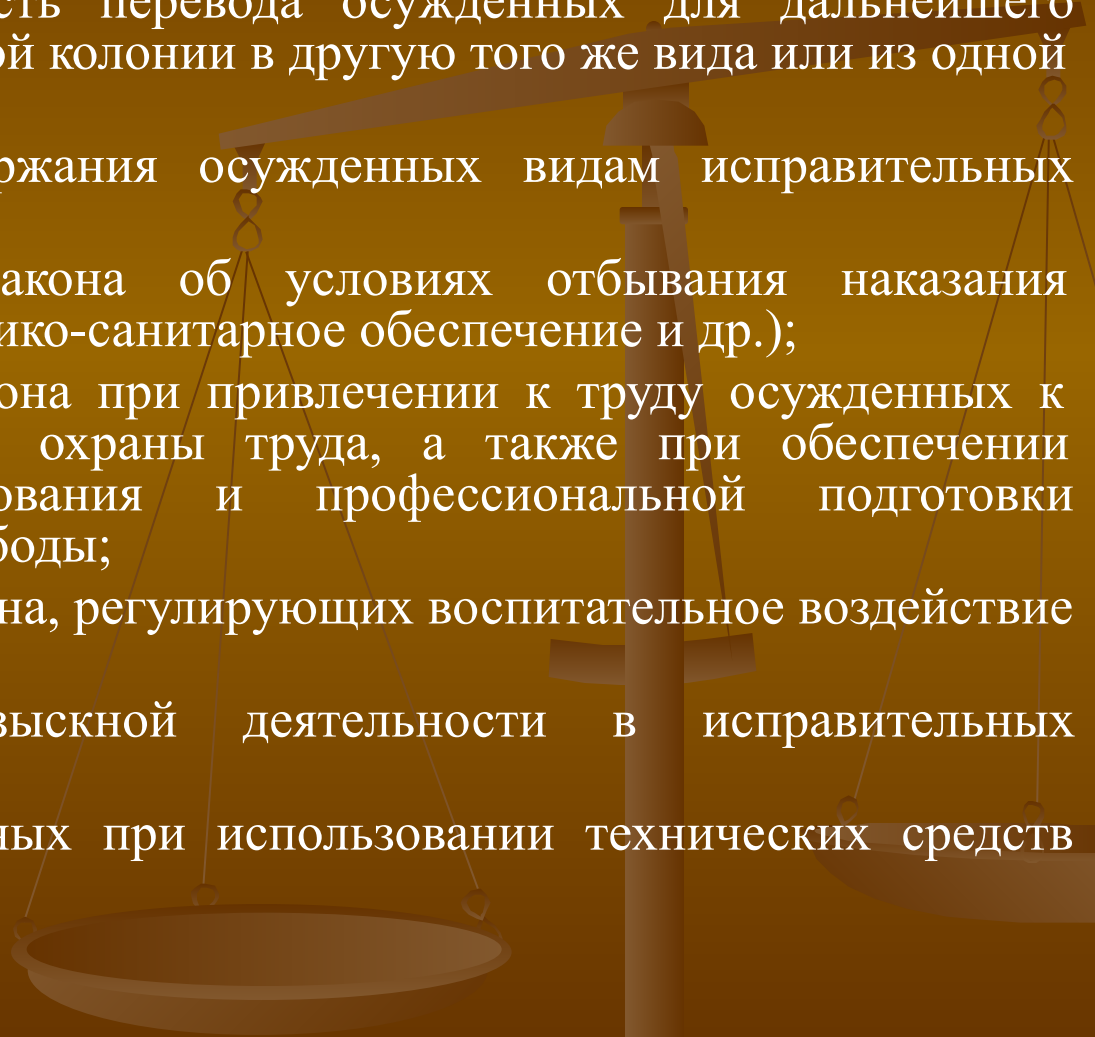 сть перевода осужденных для дальнейшего
ой колонии в другую того же вида или из одной
ржания осужденных видам исправительных
акона об условиях отбывания наказания
ико-санитарное обеспечение и др.);
она при привлечении к труду осужденных к
охраны труда, а также при обеспечении
ования и профессиональной подготовки
боды;
на, регулирующих воспитательное воздействие
зыскной деятельности в исправительных
ных при использовании технических средств